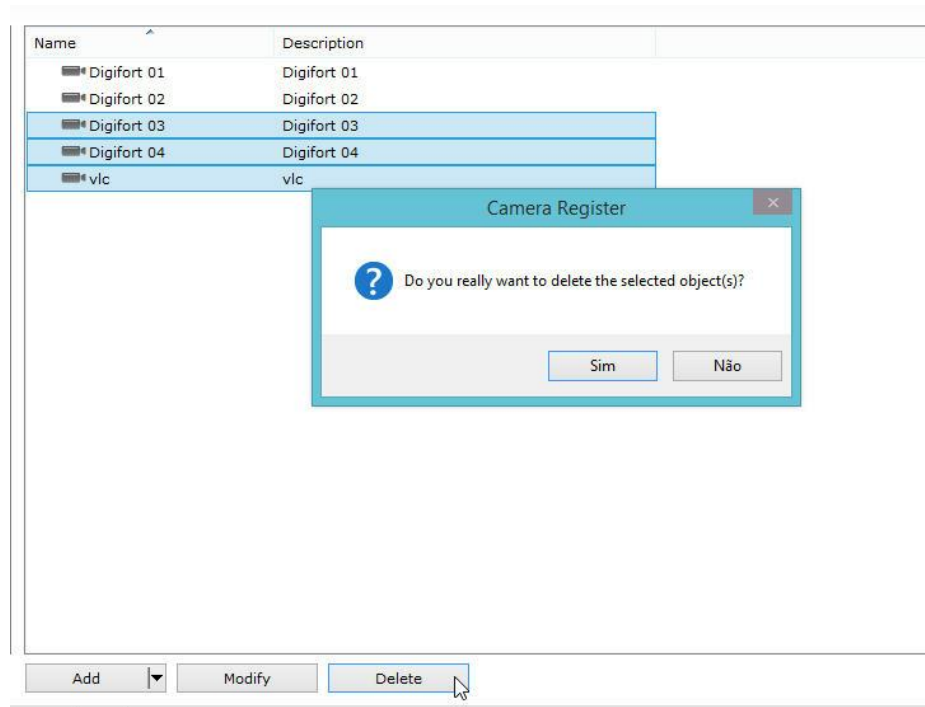 Name Description
Digifort 01 Digifort 01
Digifort 02 Digifort 02
Digifort 03 Digifort 03
Digifort 04 Digifort 04
vlc vlc
Camera Register
Do you really want to delete the selected object(s)?
Sim Não
Add Modify Delete